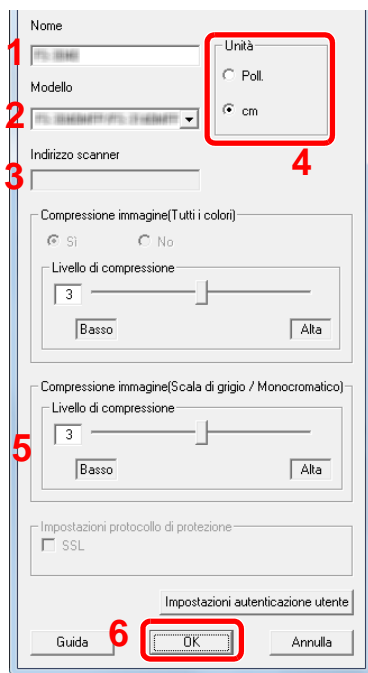 Nome
1
Unità
Poll.
Modello
cm
2
4
Indirizzo scanner
3
Compressione immagine(Tutti i colori)
Sì No
Livello di compressione
3
Basso Alta
Compressione immagine(Scala di grigio / Monocromatico)
Livello di compressione
3
5
Basso Alta
Impostazioni protocollo di protezione
SSL
Impostazioni autenticazione utente
Guida 6 OK Annulla